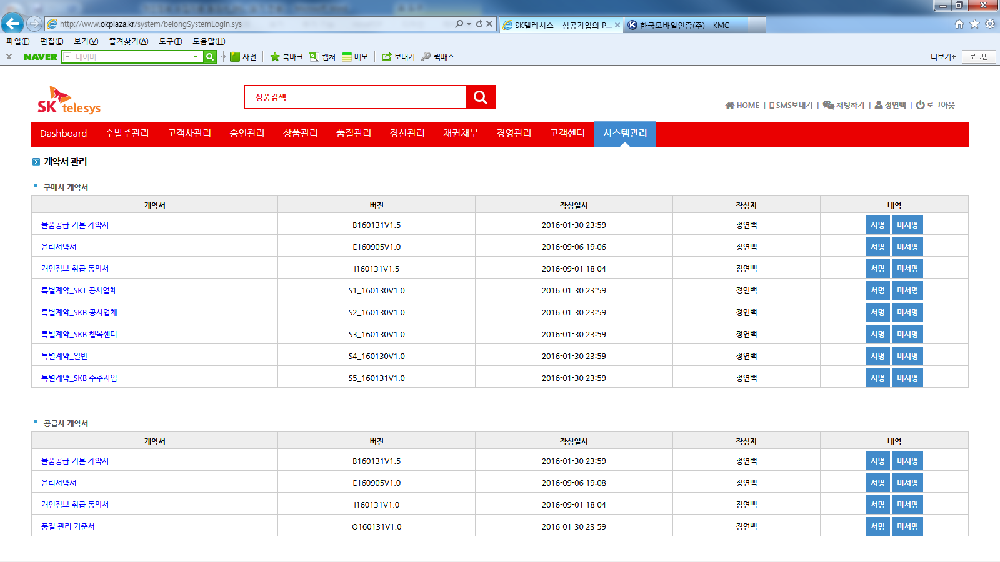 http://www.okplaza.kr/system/belongSystemLogin.sys
SK텔레시스 - 성공기업의 P...
한국모바일인증(주) - KMC
파일(F) 편집(E) 보기(V) 즐겨찾기(A) 도구(T) 도움말(H)
x NAVER 네이버 사전 북마크 캡처 메모 보내기 퀵패스 더보기+ 로그인
SK telesys
상품검색
HOME | SMS보내기 | 채팅하기 | 정연백 | 로그아웃
Dashboard 수발주관리 고객사관리 승인관리 상품관리 품질관리 정산관리 채권채무 경영관리 고객센터 시스템관리
계약서 관리
구매사 계약서
계약서 버전 작성일시 작성자 내역
물품공급 기본 계약서 B160131V1.5 2016-01-30 23:59 정연백 서명 미서명
윤리서약서 E160905V1.0 2016-09-06 19:06 정연백 서명 미서명
개인정보 취급 동의서 I160131V1.5 2016-09-01 18:04 정연백 서명 미서명
특별계약_SKT 공사업체 S1_160130V1.0 2016-01-30 23:59 정연백 서명 미서명
특별계약_SKB 공사업체 S2_160130V1.0 2016-01-30 23:59 정연백 서명 미서명
특별계약_SKB 행복센터 S3_160130V1.0 2016-01-30 23:59 정연백 서명 미서명
특별계약_일반 S4_160130V1.0 2016-01-30 23:59 정연백 서명 미서명
특별계약_SKB 수주지입 S5_160131V1.0 2016-01-30 23:59 정연백 서명 미서명
공급사 계약서
계약서 버전 작성일시 작성자 내역
물품공급 기본 계약서 B160131V1.5 2016-01-30 23:59 정연백 서명 미서명
윤리서약서 E160905V1.0 2016-09-06 19:08 정연백 서명 미서명
개인정보 취급 동의서 I160131V1.0 2016-09-01 18:04 정연백 서명 미서명
품질 관리 기준서 Q160131V1.0 2016-01-30 23:59 정연백 서명 미서명